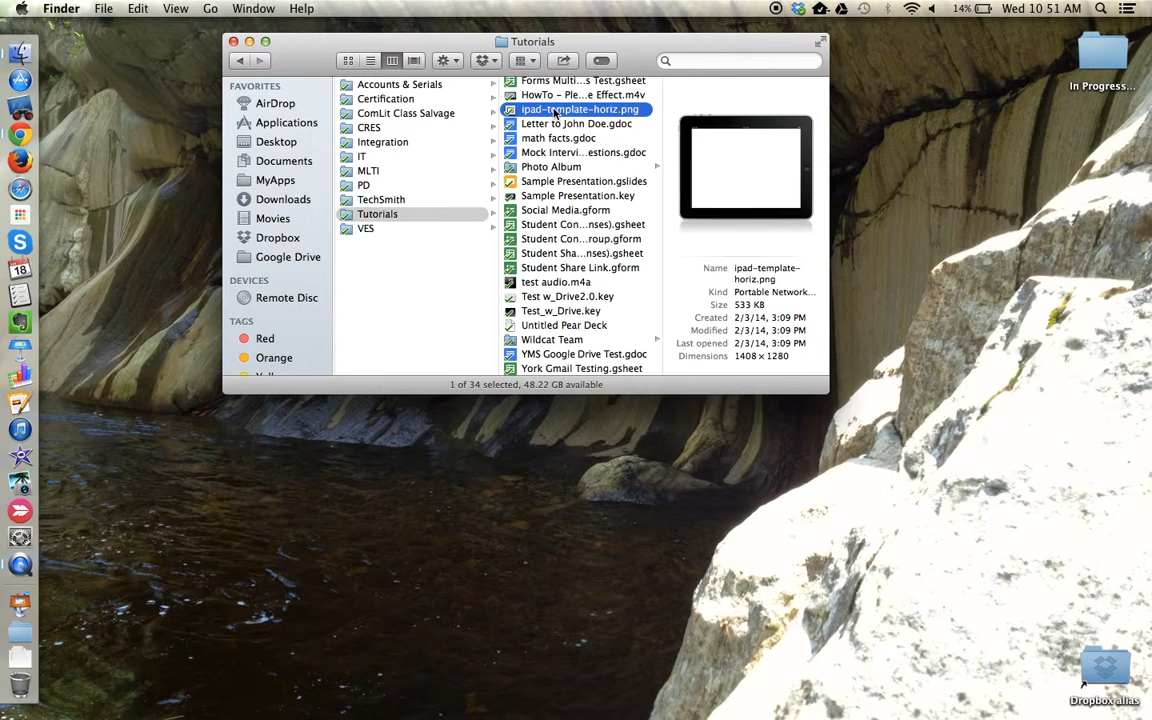 Finder File Edit View Go Window Help
14% Wed 10 51 AM
Tutorials
FAVORITES
AirDrop
Applications
Desktop
Documents
MyApps
Downloads
Movies
Dropbox
Google Drive
DEVICES
Remote Disc
TAGS
Red
Orange
Accounts & Serials
Certification
ComLit Class Salvage
CRES
Integration
IT
MLTI
PD
TechSmith
Tutorials
VES
Forms Multi...s Test.gsheet
HowTo - Ple...e Effect.m4v
ipad-template-horiz.png
Letter to John Doe.gdoc
math facts.gdoc
Mock Intervi...estions.gdoc
Photo Album
Sample Presentation.gslides
Sample Presentation.key
Social Media.gform
Student Con...nses).gsheet
Student Con...roup.gform
Student Sha...nses).gsheet
Student Share Link.gform
test audio.m4a
Test w_Drive2.0.key
Test_w_Drive.key
Untitled Pear Deck
Wildcat Team
YMS Google Drive Test.gdoc
York Gmail Testing.gsheet
Name ipad-template-
horiz.png
Kind Portable Network...
Size 533 KB
Created 2/3/14, 3:09 PM
Modified 2/3/14, 3:09 PM
Last opened 2/3/14, 3:09 PM
Dimensions 1408 × 1280
1 of 34 selected, 48.22 GB available
In Progress...
18
Dropbox alias